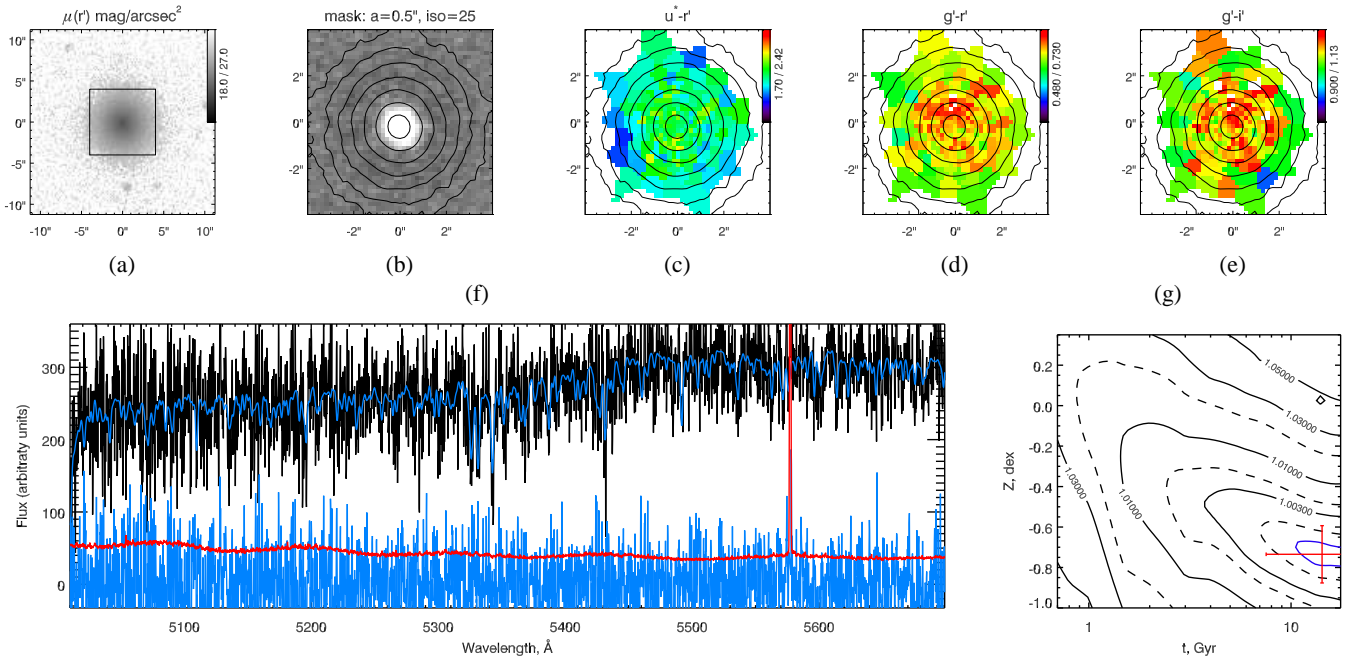 μ(r') mag/arcsec²
mask: a=0.5", iso=25
u*-r'
g'-r'
g'-i'
10"
5"
0"
-5"
-10"
-10" -5" 0" 5" 10"
18.0 / 27.0
2"
0"
-2"
-2" 0" 2"
2"
0"
-2"
-2" 0" 2"
1.70 / 2.42
2"
0"
-2"
-2" 0" 2"
0.480 / 0.730
2"
0"
-2"
-2" 0" 2"
0.900 / 1.13
(a)
(b)
(c)
(d)
(e)
(f)
(g)
Flux (arbitraty units)
300
200
100
0
5100 5200 5300 5400 5500 5600
Wavelength, Å
Z, dex
0.2
0.0
-0.2
-0.4
-0.6
-0.8
-1.0
1 10
t, Gyr
1.05000
1.03000
1.01000
1.00300
1.03000
1.01000